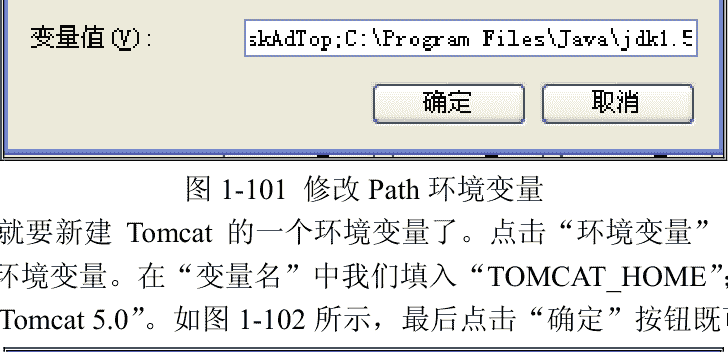 变量值(V):
skAdTop;C:\Program Files\Java\jdk1.5
确定
取消
图 1-101 修改 Path 环境变量
就要新建 Tomcat 的一个环境变量了。点击“环境变量”
环境变量。在“变量名”中我们填入“TOMCAT_HOME”;
Tomcat 5.0”。如图 1-102 所示，最后点击“确定”按钮既